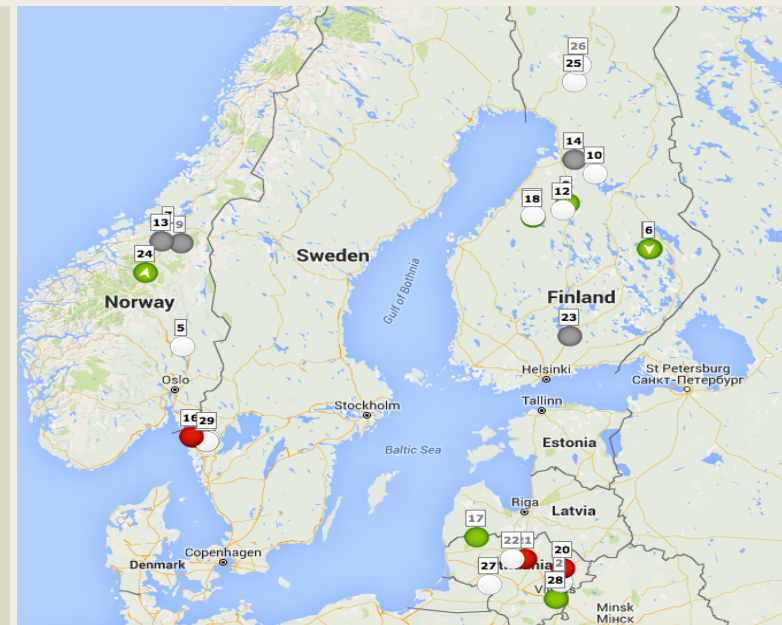 26
25
14
10
12
18
13
9
24
6
Sweden
Norway
Gulf of Bothnia
Finland
5
23
Oslo
Helsinki
St Petersburg
Санкт-Петербург
Stockholm
Tallinn
16
29
Baltic Sea
Estonia
Riga
Latvia
17
22
20
Copenhagen
Denmark
27
28
Minsk
Мінск